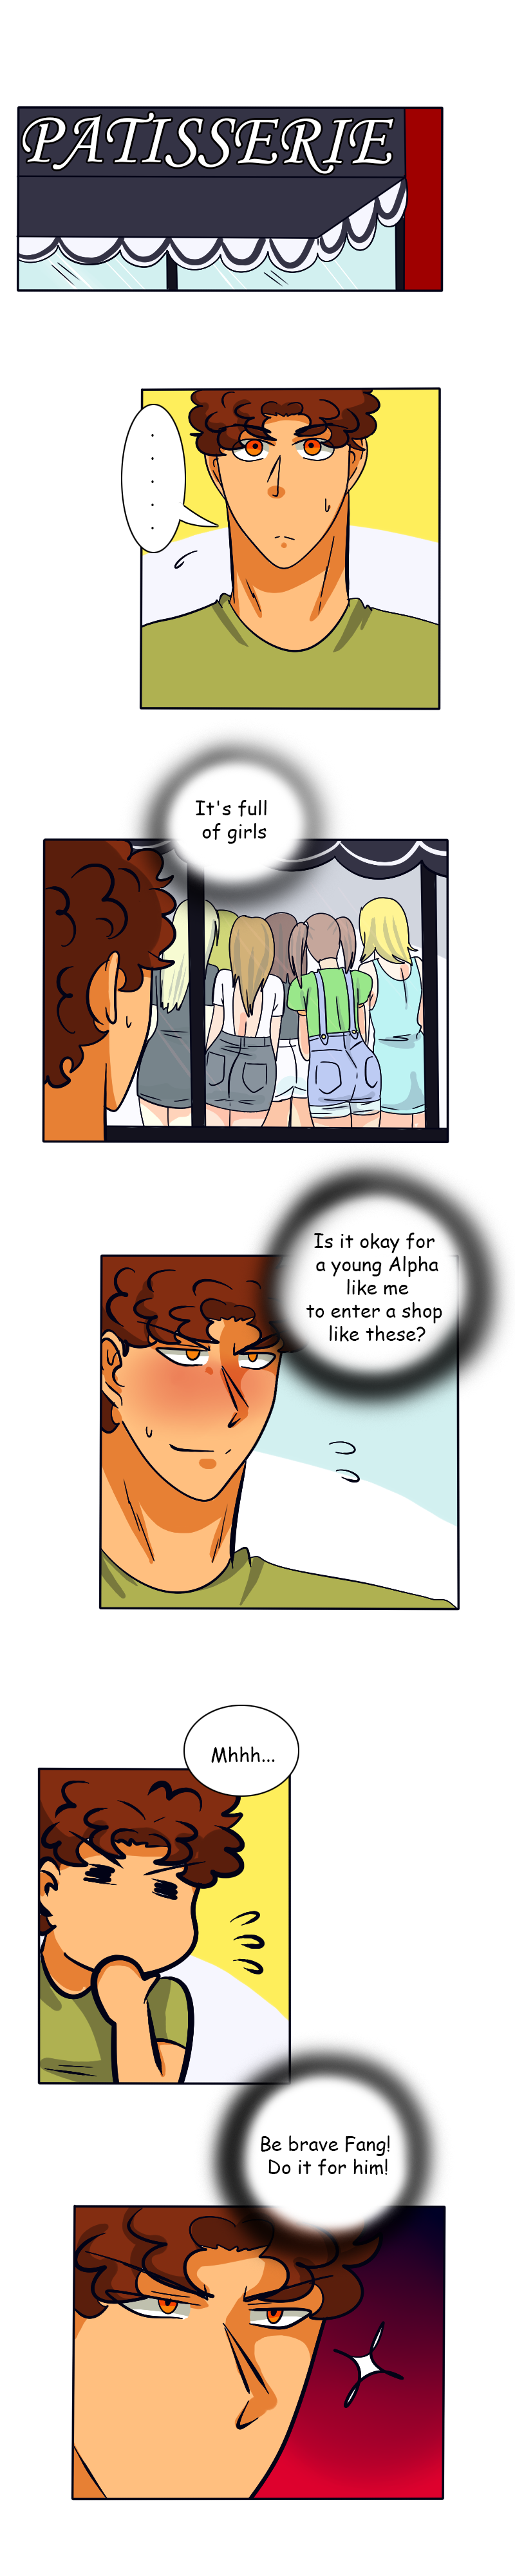 PATISSERIE
. . . . .
It's full
of girls
Is it okay for
a young Alpha
like me
to enter a shop
like these?
Mhhh...
Be brave Fang!
Do it for him!